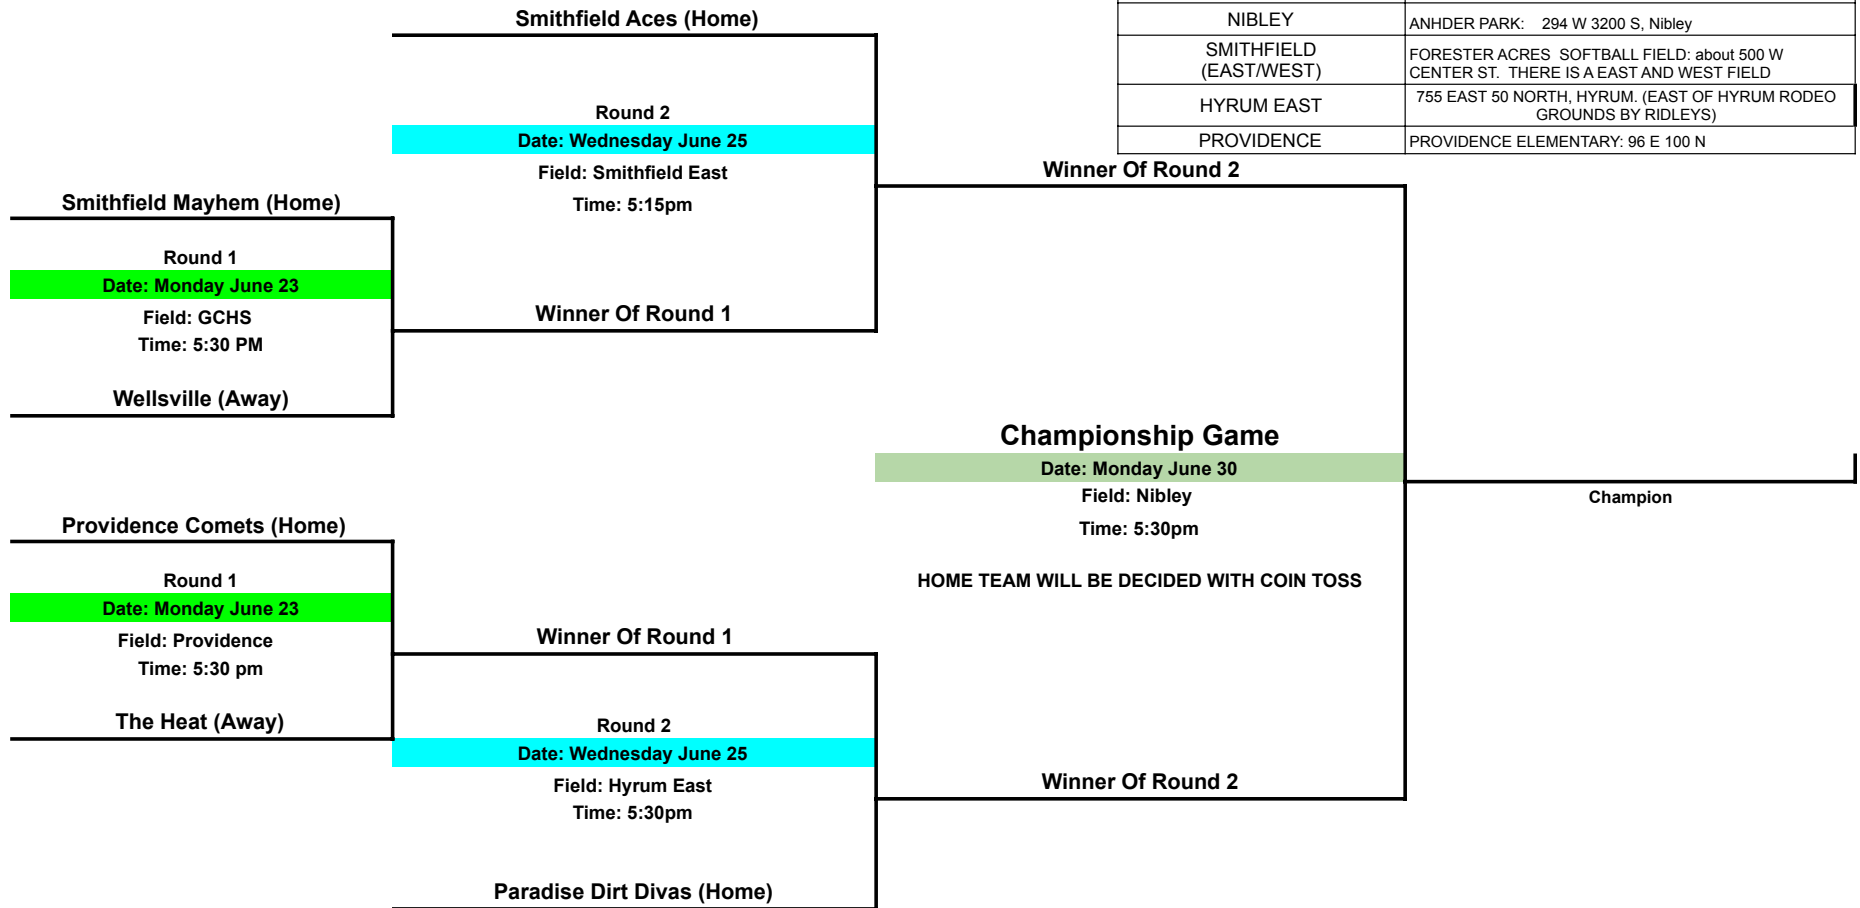 Smithfield Aces (Home)
NIBLEY
ANHDER PARK: 294 W 3200 S, Nibley
SMITHFIELD
(EAST/WEST)
FORESTER ACRES SOFTBALL FIELD: about 500 W
CENTER ST. THERE IS A EAST AND WEST FIELD
HYRUM EAST
755 EAST 50 NORTH, HYRUM. (EAST OF HYRUM RODEO
GROUNDS BY RIDLEYS)
PROVIDENCE
PROVIDENCE ELEMENTARY: 96 E 100 N
Round 2
Date: Wednesday June 25
Field: Smithfield East
Time: 5:15pm
Winner Of Round 2
Smithfield Mayhem (Home)
Round 1
Date: Monday June 23
Field: GCHS
Time: 5:30 PM
Winner Of Round 1
Wellsville (Away)
Championship Game
Date: Monday June 30
Field: Nibley
Time: 5:30pm
HOME TEAM WILL BE DECIDED WITH COIN TOSS
Champion
Providence Comets (Home)
Round 1
Date: Monday June 23
Field: Providence
Time: 5:30 pm
Winner Of Round 1
The Heat (Away)
Round 2
Date: Wednesday June 25
Field: Hyrum East
Time: 5:30pm
Winner Of Round 2
Paradise Dirt Divas (Home)